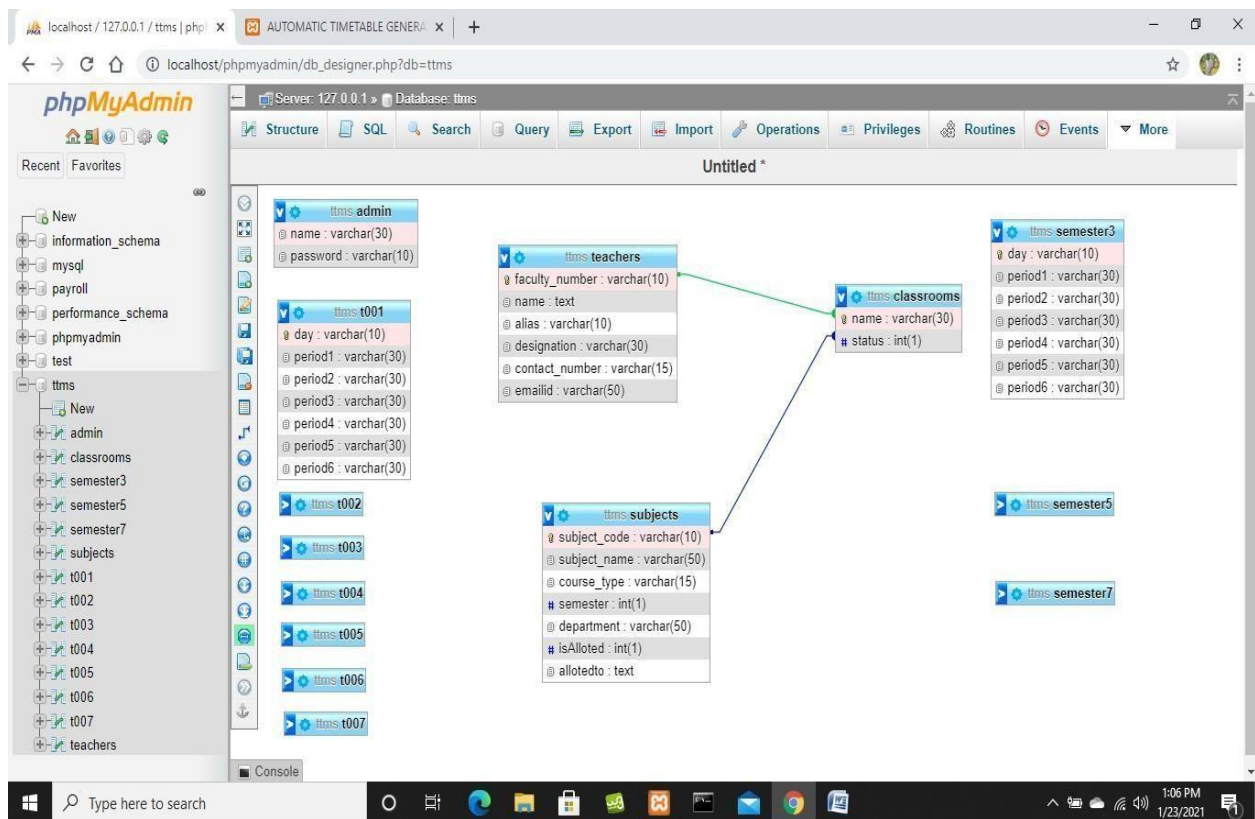 localhost / 127.0.0.1 / ttms | php
AUTOMATIC TIMETABLE GENERA
localhost/phpmyadmin/db_designer.php?db=ttms
phpMyAdmin
Recent Favorites
New
information_schema
mysql
payroll
performance_schema
phpmyadmin
test
ttms
New
admin
classrooms
semester3
semester5
semester7
subjects
t001
t002
t003
t004
t005
t006
t007
teachers
Server: 127.0.0.1 » Database: ttms
Structure SQL Search Query Export Import Operations Privileges Routines Events More
Untitled *
ttms admin
name : varchar(30)
password : varchar(10)
ttms t001
day : varchar(10)
period1 : varchar(30)
period2 : varchar(30)
period3 : varchar(30)
period4 : varchar(30)
period5 : varchar(30)
period6 : varchar(30)
ttms t002
ttms t003
ttms t004
ttms t005
ttms t006
ttms t007
ttms teachers
faculty_number : varchar(10)
name : text
alias : varchar(10)
designation : varchar(30)
contact_number : varchar(15)
emailid : varchar(50)
ttms subjects
subject_code : varchar(10)
subject_name : varchar(50)
course_type : varchar(15)
# semester : int(1)
department : varchar(50)
# isAlloted : int(1)
allotedto : text
ttms classrooms
name : varchar(30)
# status : int(1)
ttms semester3
day : varchar(10)
period1 : varchar(30)
period2 : varchar(30)
period3 : varchar(30)
period4 : varchar(30)
period5 : varchar(30)
period6 : varchar(30)
ttms semester5
ttms semester7
Console
Type here to search
1:06 PM
1/23/2021